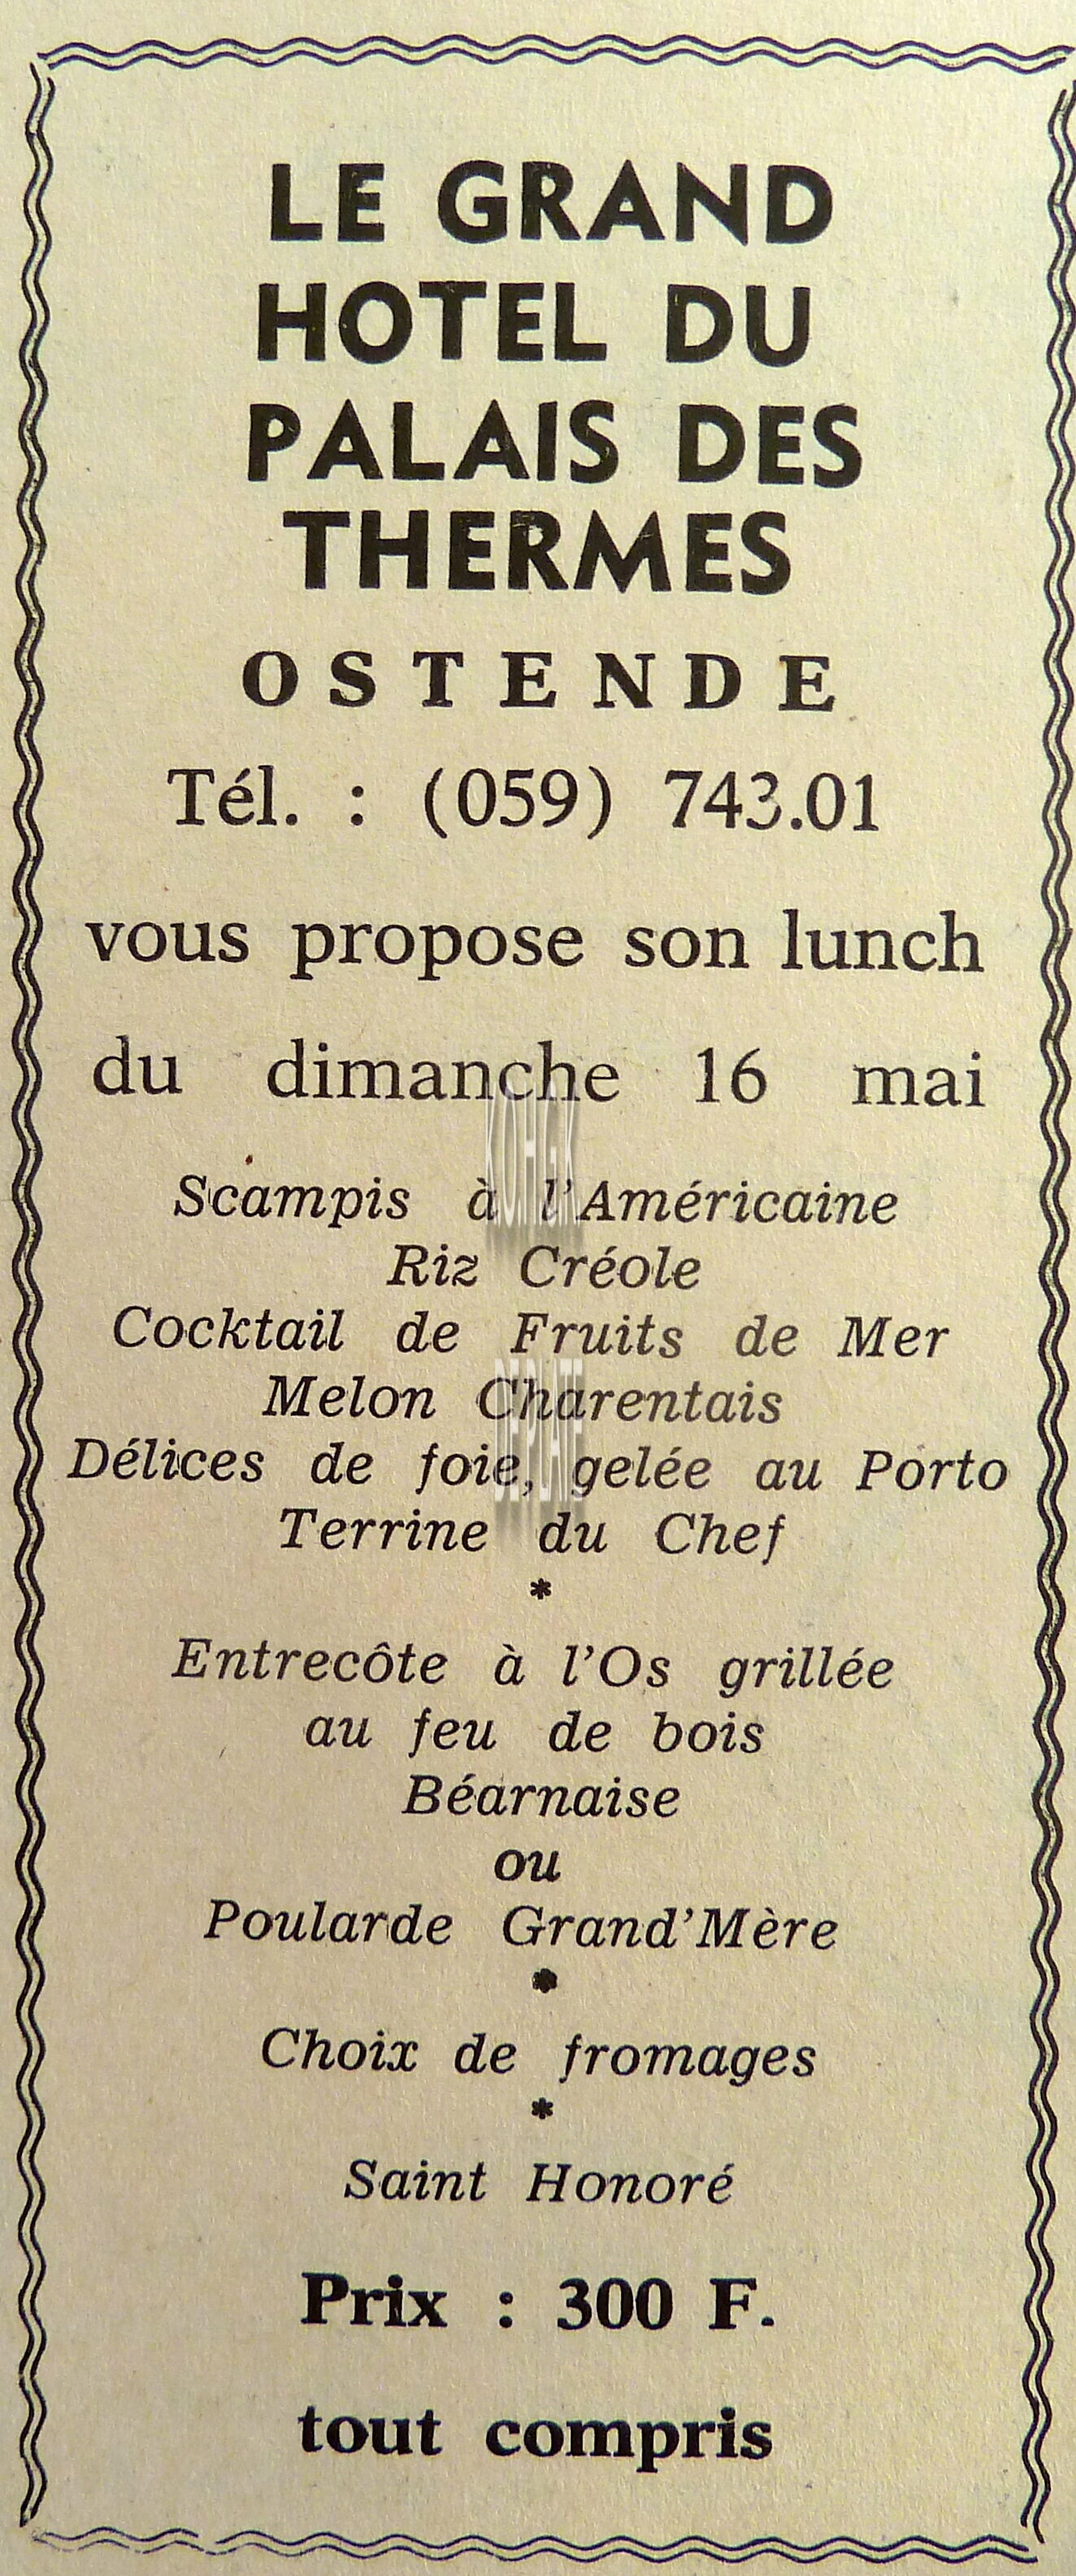 LE GRAND
HOTEL DU
PALAIS DES
THERMES
OSTENDE
Tél. : (059) 743.01
vous propose son lunch
du dimanche 16 mai
Scampis à l'Américaine
Riz Créole
Cocktail de Fruits de Mer
Melon Charentais
Délices de foie, gelée au Porto
Terrine du Chef
*
Entrecôte à l'Os grillée
au feu de bois
Béarnaise
ou
Poularde Grand'Mère
*
Choix de fromages
*
Saint Honoré
Prix : 300 F.
tout compris